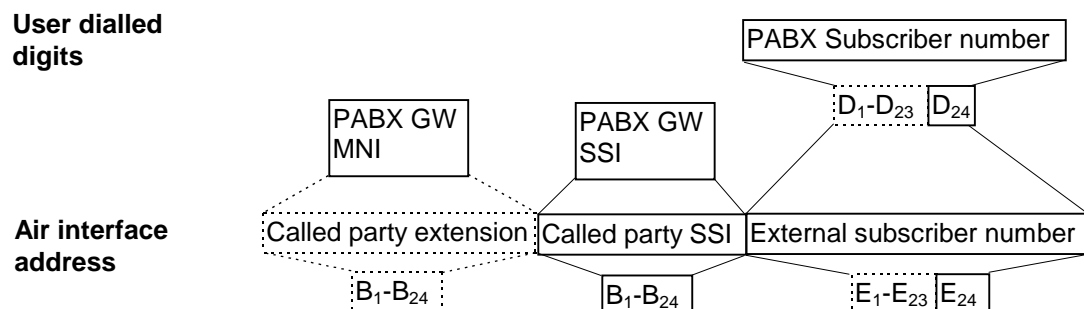 User dialled
digits
PABX Subscriber number
D₁-D₂₃ D₂₄
PABX GW
MNI
PABX GW
SSI
Air interface
address
Called party extension Called party SSI External subscriber number
B₁-B₂₄ B₁-B₂₄ E₁-E₂₃ E₂₄